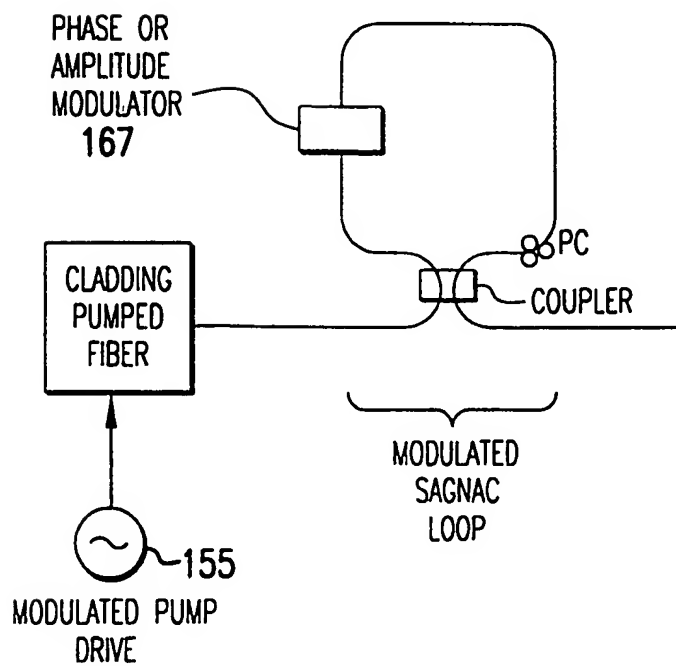 PHASE OR
AMPLITUDE
MODULATOR
167
PC
COUPLER
CLADDING
PUMPED
FIBER
MODULATED
SAGNAC
LOOP
155
MODULATED PUMP
DRIVE